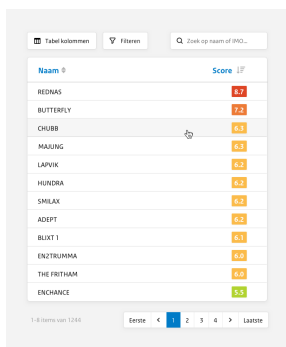 Tabel kolommen Filteren Zoek op naam of IMO...
Naam Score
REDNAS 8.7
BUTTERFLY 7.2
CHUBB 6.3
MAJUNG 6.3
LAPVIK 6.2
HUNDRA 6.2
SMILAX 6.2
ADEPT 6.2
BLIXT 1 6.1
EN2TRUMMA 6.0
THE FRITHAM 6.0
ENCHANCE 5.5
1-8 items van 1244 Eerste 1 2 3 4 Laatste